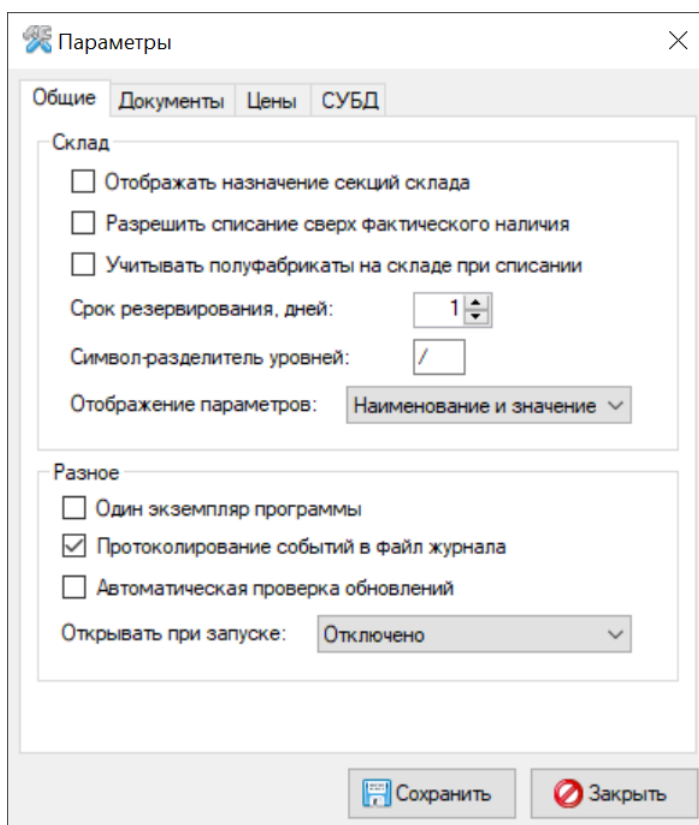 Параметры
Общие Документы Цены СУБД
Склад
Отображать назначение секций склада
Разрешить списание сверх фактического наличия
Учитывать полуфабрикаты на складе при списании
Срок резервирования, дней: 1
Символ-разделитель уровней: /
Отображение параметров: Наименование и значение
Разное
Один экземпляр программы
Протоколирование событий в файл журнала
Автоматическая проверка обновлений
Открывать при запуске: Отключено
Сохранить Закрыть